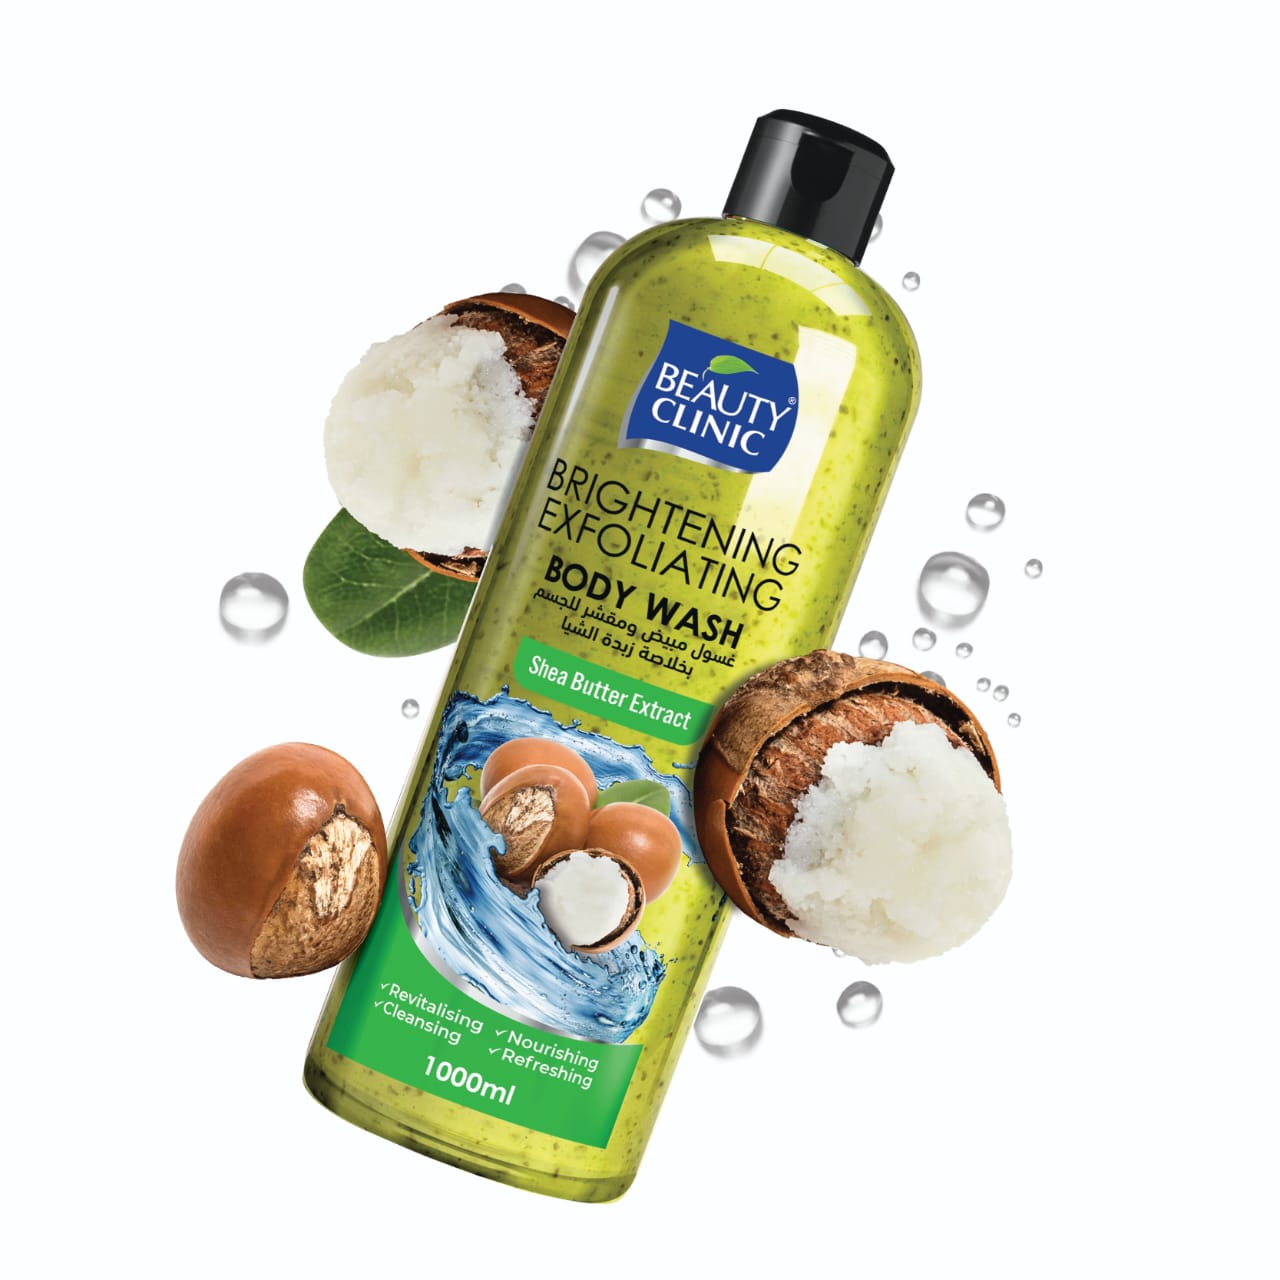 BEAUTY
CLINIC®
BRIGHTENING
EXFOLIATING
BODY WASH
غسول مبيض ومقشر للجسم
بخلاصة زبدة الشيا
Shea Butter Extract
✓Revitalising
✓Cleansing
✓Nourishing
✓Refreshing
1000ml